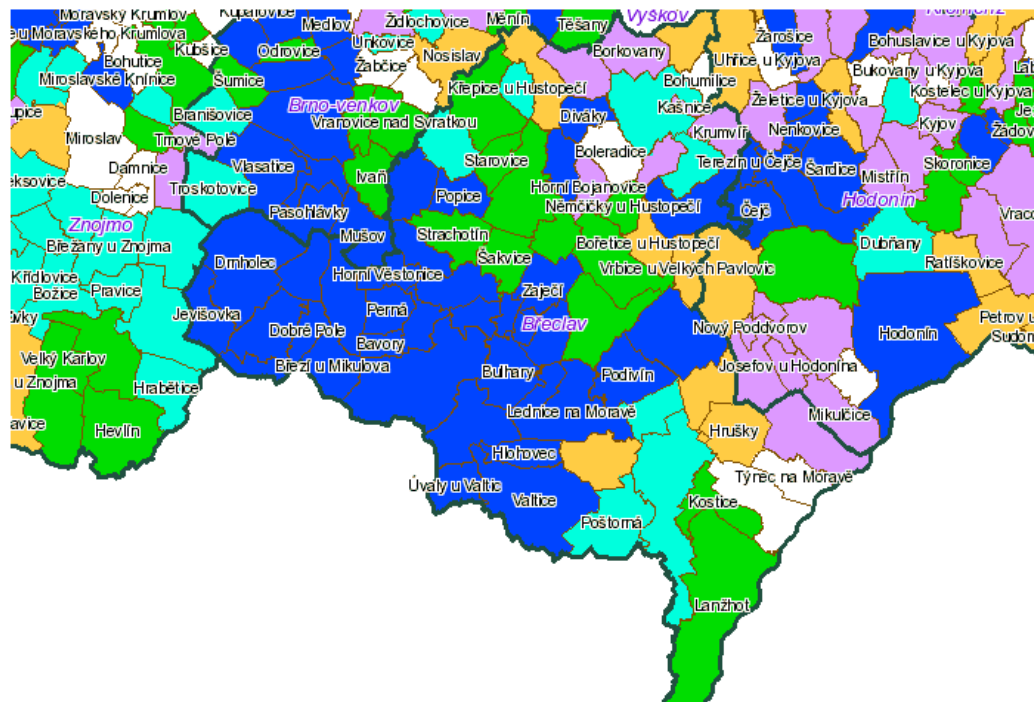 Moravský Krumlov
Kupařovice
Medlov
Židlochovice
Měnín
Těšany
Vyškov
u Moravského Krumlova
Kubšice
Odrovice
Unkovice
Nosislav
Borkovany
Žarošice
Bohuslavice u Kyjova
Bohutice
Žabčice
Uhřice u Kyjova
Miroslavské Knínice
Šumice
Křepice u Hustopečí
Bohumilice
Bukovany u Kyjova
Kostelec u Kyjova
Brno-venkov
Kašnice
Želetice u Kyjova
Branišovice
Vranovice nad Svratkou
Diváky
Krumvíř
Nenkovice
Kyjov
Miroslav
Trnové Pole
Boleradice
Starovice
Terezín u Čejče
Šardice
Skoronice
Damnice
Vlasatice
Ivaň
Horní Bojanovice
Mistřín
Troskotovice
Popice
Němčičky u Hustopečí
Hodonín
Dolenice
Pasohlávky
Čejč
Znojmo
Mušov
Strachotín
Bořetice u Hustopečí
Dubňany
Břežany u Znojma
Drnholec
Šakvice
Vrbice u Velkých Pavlovic
Ratíškovice
Křídlovice
Horní Věstonice
Božice
Pravice
Zaječí
Jevišovka
Perná
Petrov u
Dobré Pole
Břeclav
Nový Poddvorov
Hodonín
Sudom
Bavory
Velký Karlov
Březí u Mikulova
Bulhary
Podivín
Josefov u Hodonína
u Znojma
Hrabětice
Lednice na Moravě
Mikulčice
Hevlín
Hrušky
Hlohovec
Týnec na Moravě
Úvaly u Valtic
Valtice
Kostice
Poštorná
Lanžhot